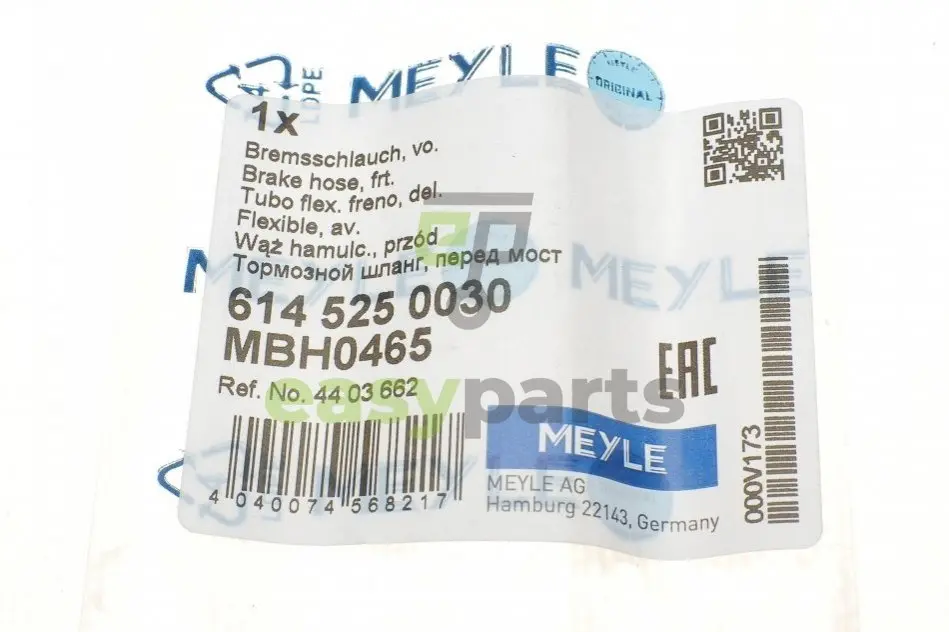 LDPE
MEYLE
MEYLE
ORIGINAL
1x
Bremsschlauch, vo.
Brake hose, frt.
Tubo flex. freno, del.
Flexible, av.
Wąż hamulc., przód
Тормозной шланг, перед мост
MEYLE
614 525 0030
MBH0465
Ref. No. 44 03 662
EAC
easyparts
MEYLE
MEYLE AG
Hamburg 22143, Germany
4 040074 568217
000V173